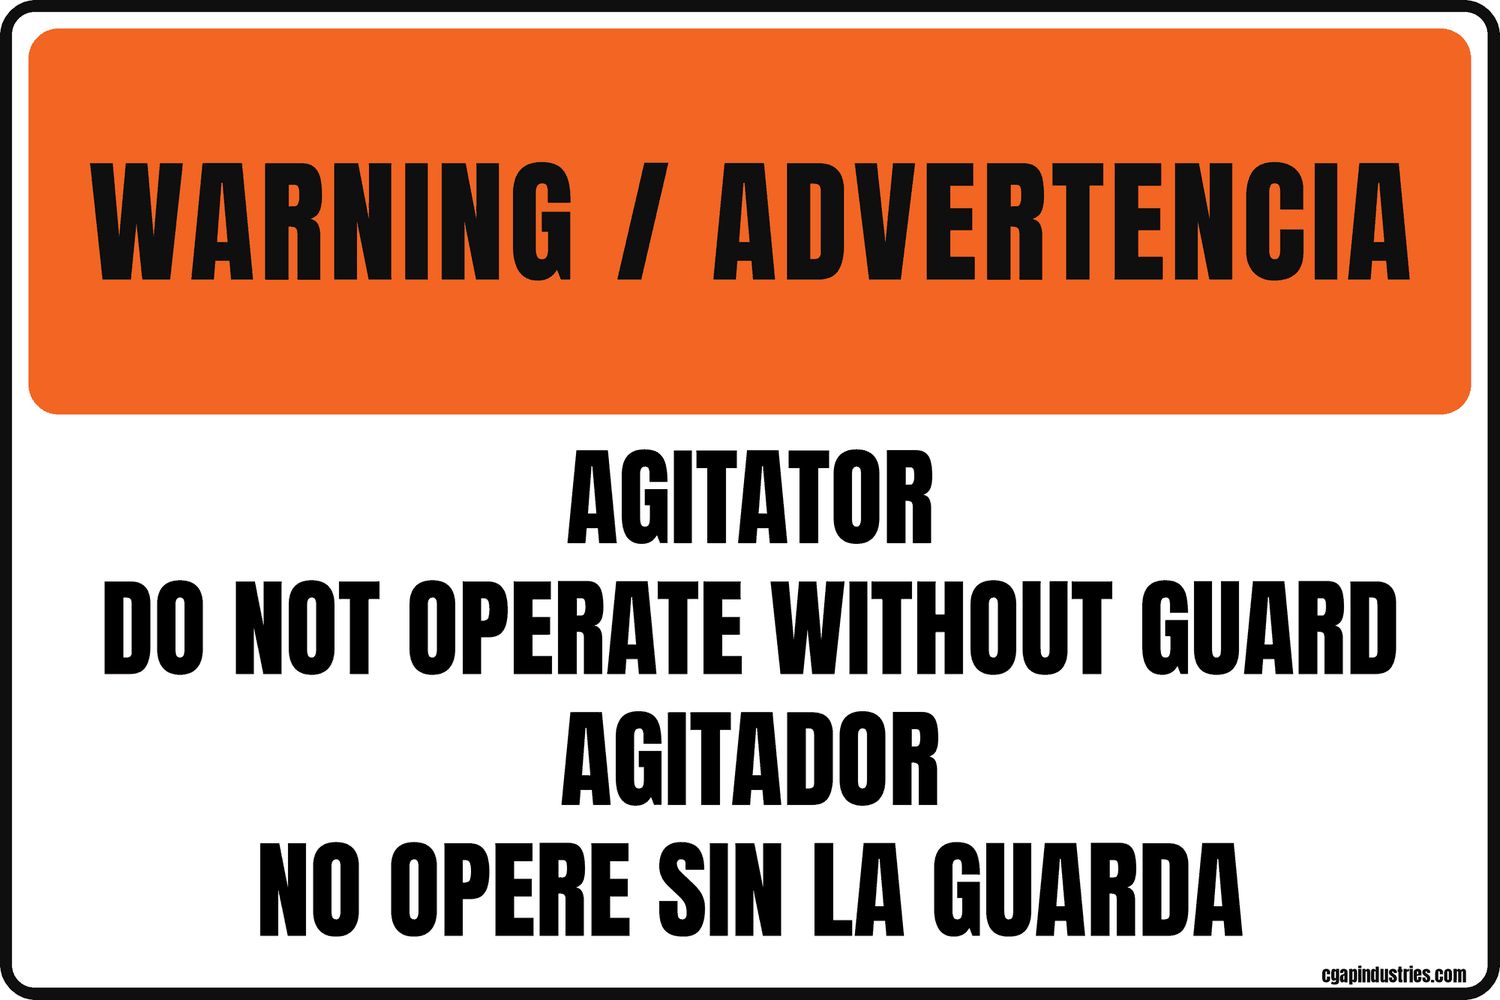 WARNING / ADVERTENCIA
AGITATOR
DO NOT OPERATE WITHOUT GUARD
AGITADOR
NO OPERE SIN LA GUARDA
cgapindustries.com